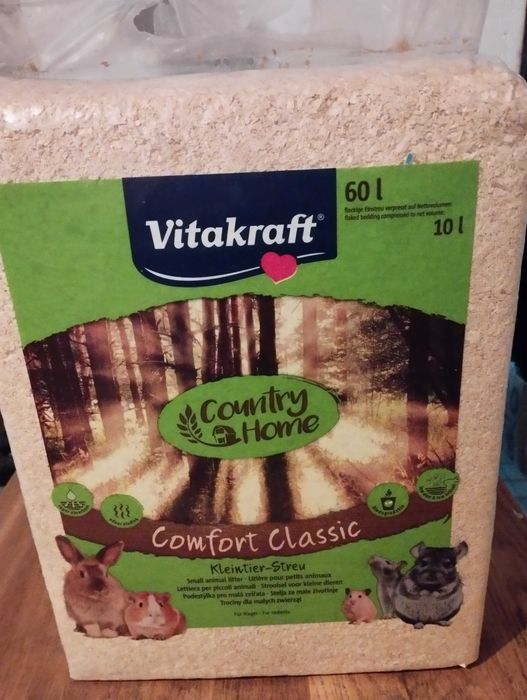 Vitakraft®
60 l
flockige Einstreu verpresst auf Nettovolumen:
flaked bedding compressed to net volume:
10 l
Country
Home
Comfort Classic
Kleintier-Streu
Small animal litter - Litière pour petits animaux
Lettiera per piccoli animali - Strooisel voor kleine dieren
Podestýlka pro malá zvířata - Stelja za male životinje
Trociny dla małych zwierząt
Für Nager - For rodents